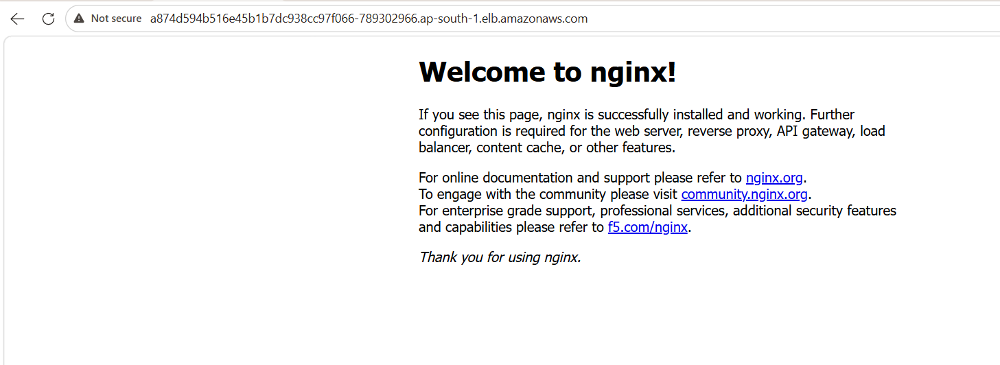 Not secure a874d594b516e45b1b7dc938cc97f066-789302966.ap-south-1.elb.amazonaws.com
Welcome to nginx!
If you see this page, nginx is successfully installed and working. Further
configuration is required for the web server, reverse proxy, API gateway, load
balancer, content cache, or other features.
For online documentation and support please refer to nginx.org.
To engage with the community please visit community.nginx.org.
For enterprise grade support, professional services, additional security features
and capabilities please refer to f5.com/nginx.
Thank you for using nginx.